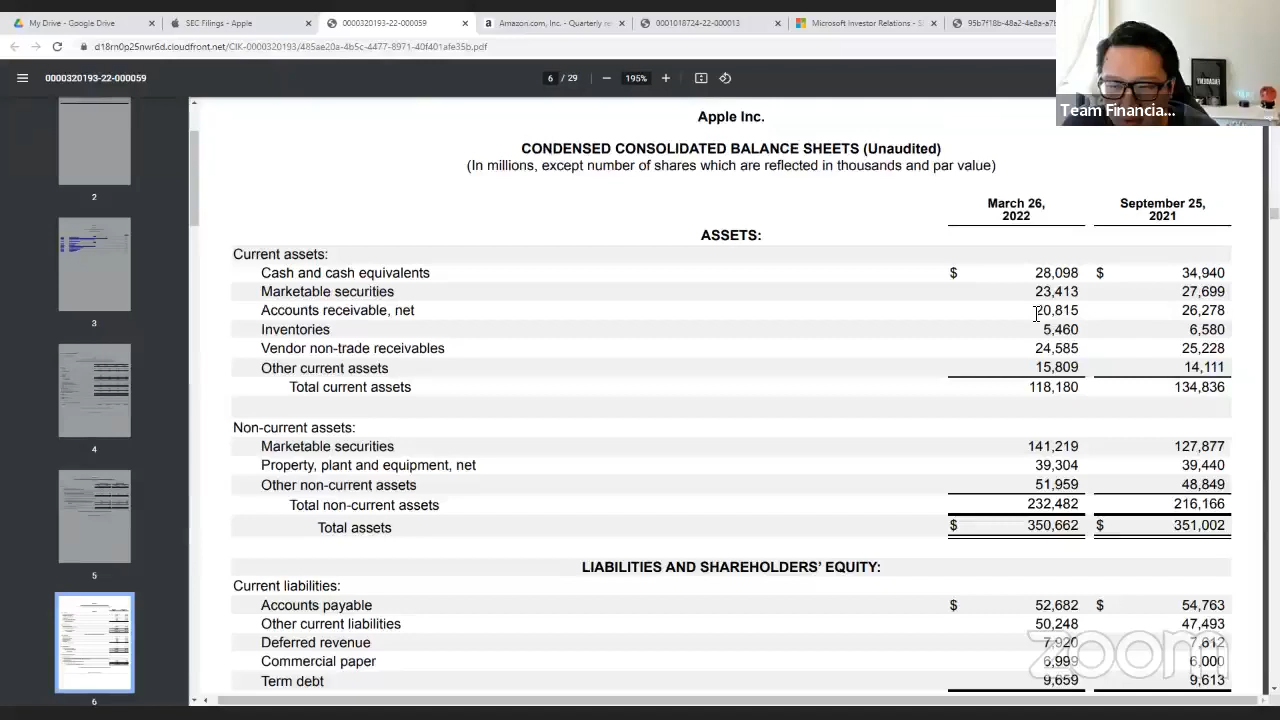 My Drive - Google Drive
SEC Filings - Apple
0000320193-22-000059
Amazon.com, Inc. - Quarterly re
0001018724-22-000013
Microsoft Investor Relations - S
d18rn0p25nwr6d.cloudfront.net/CIK-0000320193/485ae20a-4b5c-4477-8971-40f401afe35b.pdf
0000320193-22-000059
6 / 29
195%
Team Financia...
2
3
4
5
6
Apple Inc.
CONDENSED CONSOLIDATED BALANCE SHEETS (Unaudited)
(In millions, except number of shares which are reflected in thousands and par value)
March 26, 2022 September 25, 2021
ASSETS:
Current assets:
Cash and cash equivalents $ 28,098 $ 34,940
Marketable securities 23,413 27,699
Accounts receivable, net 20,815 26,278
Inventories 5,460 6,580
Vendor non-trade receivables 24,585 25,228
Other current assets 15,809 14,111
Total current assets 118,180 134,836
Non-current assets:
Marketable securities 141,219 127,877
Property, plant and equipment, net 39,304 39,440
Other non-current assets 51,959 48,849
Total non-current assets 232,482 216,166
Total assets $ 350,662 $ 351,002
LIABILITIES AND SHAREHOLDERS' EQUITY:
Current liabilities:
Accounts payable $ 52,682 $ 54,763
Other current liabilities 50,248 47,493
Deferred revenue 7,920 7,612
Commercial paper 6,999 6,000
Term debt 9,659 9,613
zoom